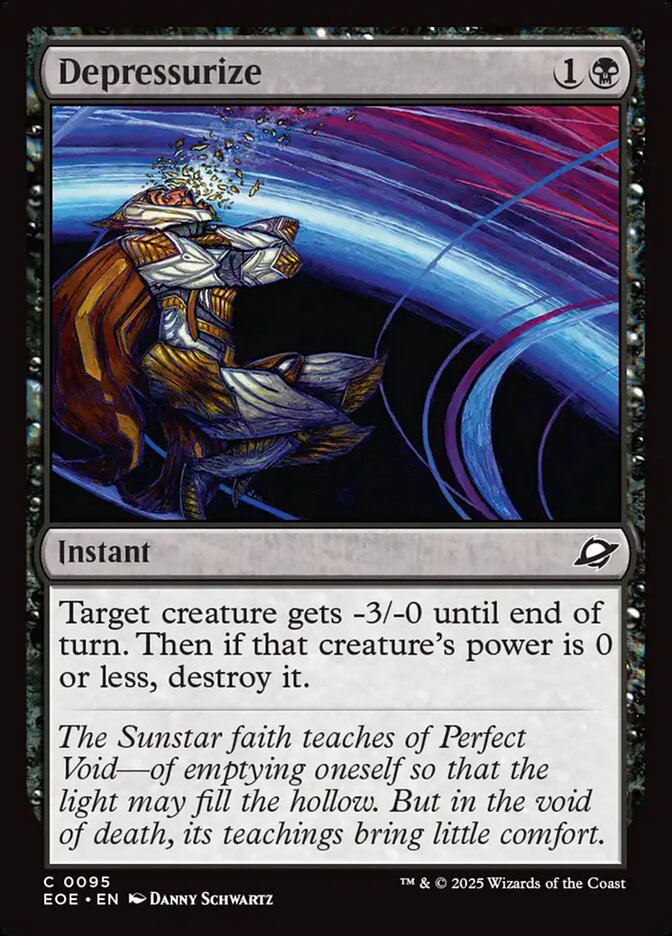 Depressurize 1
Instant
Target creature gets -3/-0 until end of
turn. Then if that creature's power is 0
or less, destroy it.
The Sunstar faith teaches of Perfect
Void—of emptying oneself so that the
light may fill the hollow. But in the void
of death, its teachings bring little comfort.
C 0095
EOE • EN Danny Schwartz
™ & © 2025 Wizards of the Coast